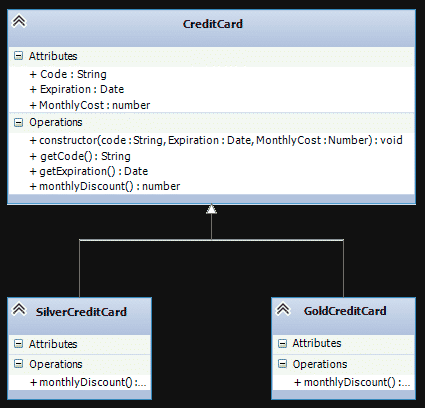 CreditCard
Attributes
+ Code : String
+ Expiration : Date
+ MonthlyCost : number
Operations
+ constructor(code : String, Expiration : Date, MonthlyCost : Number) : void
+ getCode() : String
+ getExpiration() : Date
+ monthlyDiscount() : number
SilverCreditCard
Attributes
Operations
+ monthlyDiscount() :...
GoldCreditCard
Attributes
Operations
+ monthlyDiscount() :...